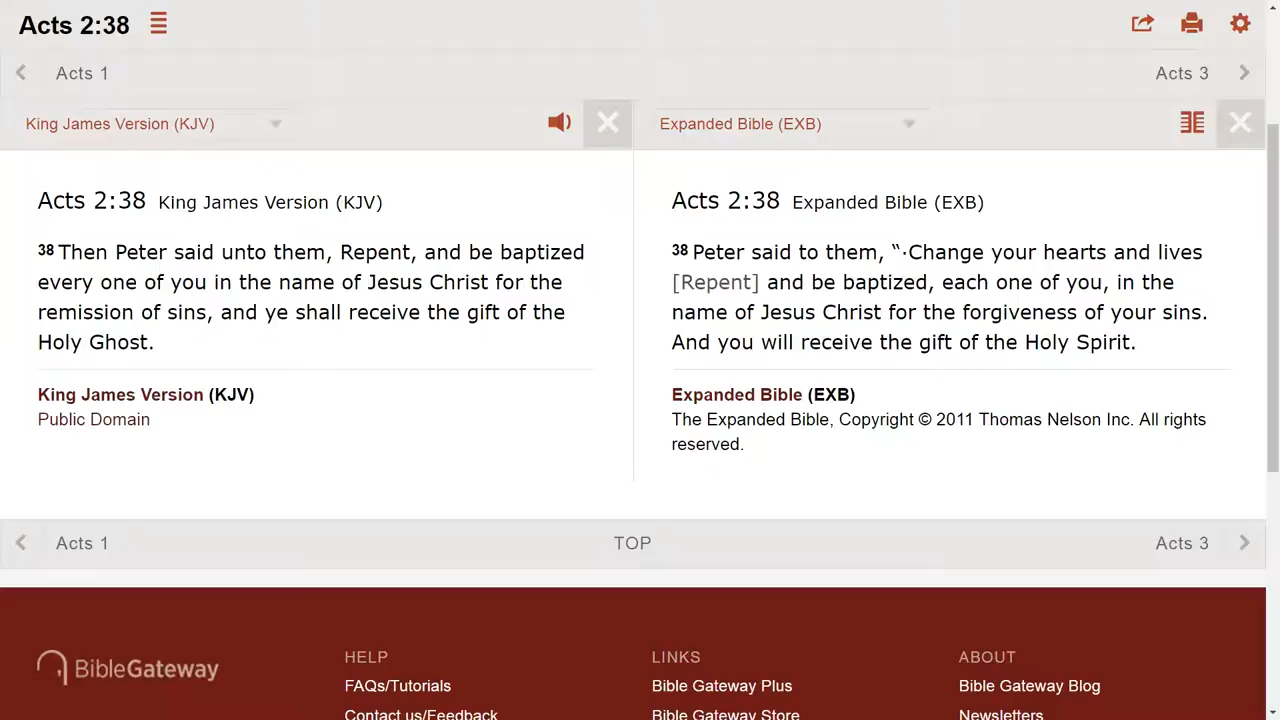 Acts 2:38
Acts 1
Acts 3
King James Version (KJV)
Expanded Bible (EXB)
Acts 2:38 King James Version (KJV)
38 Then Peter said unto them, Repent, and be baptized
every one of you in the name of Jesus Christ for the
remission of sins, and ye shall receive the gift of the
Holy Ghost.
King James Version (KJV)
Public Domain
Acts 2:38 Expanded Bible (EXB)
38 Peter said to them, “·Change your hearts and lives
[Repent] and be baptized, each one of you, in the
name of Jesus Christ for the forgiveness of your sins.
And you will receive the gift of the Holy Spirit.
Expanded Bible (EXB)
The Expanded Bible, Copyright © 2011 Thomas Nelson Inc. All rights
reserved.
Acts 1
TOP
Acts 3
BibleGateway
HELP
FAQs/Tutorials
Contact us/Feedback
LINKS
Bible Gateway Plus
Bible Gateway Store
ABOUT
Bible Gateway Blog
Newsletters